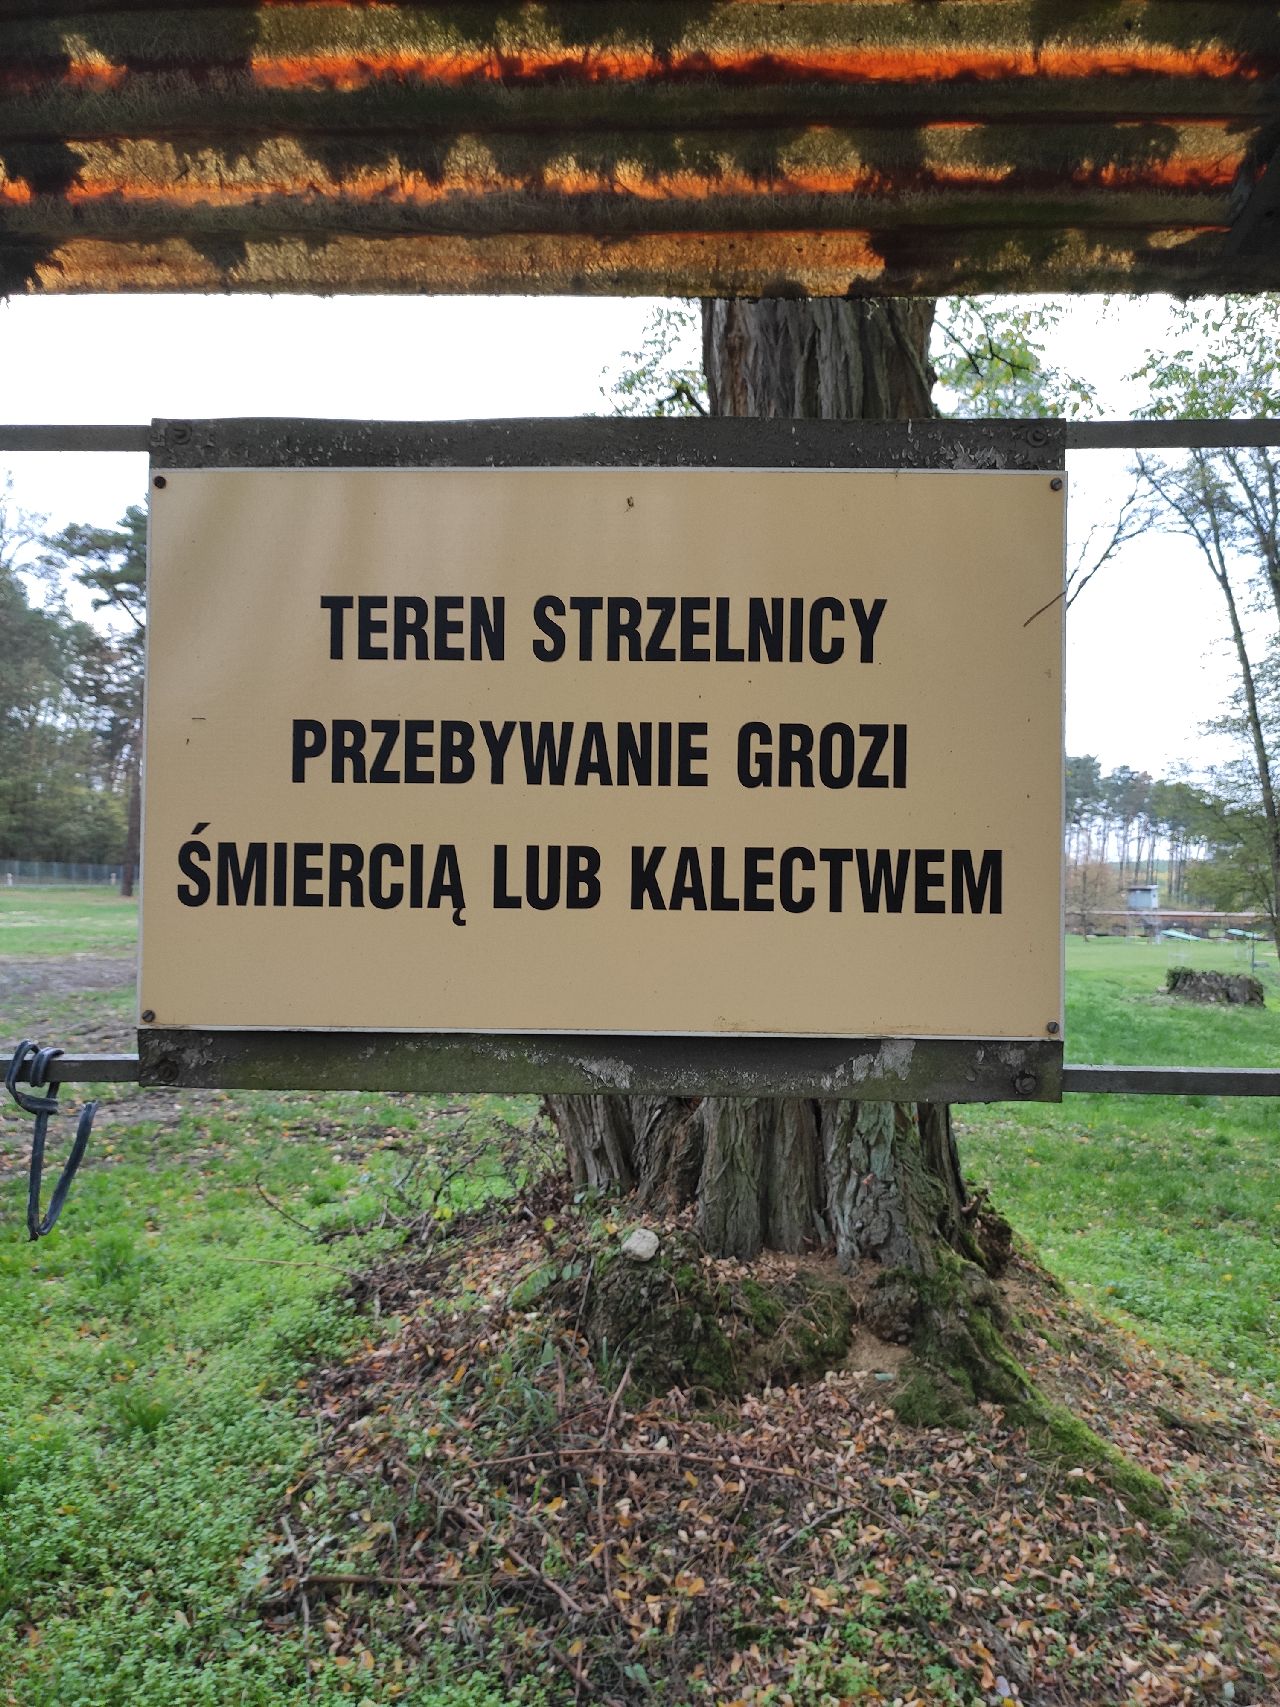 TEREN STRZELNICY
PRZEBYWANIE GROZI
ŚMIERCIĄ LUB KALECTWEM